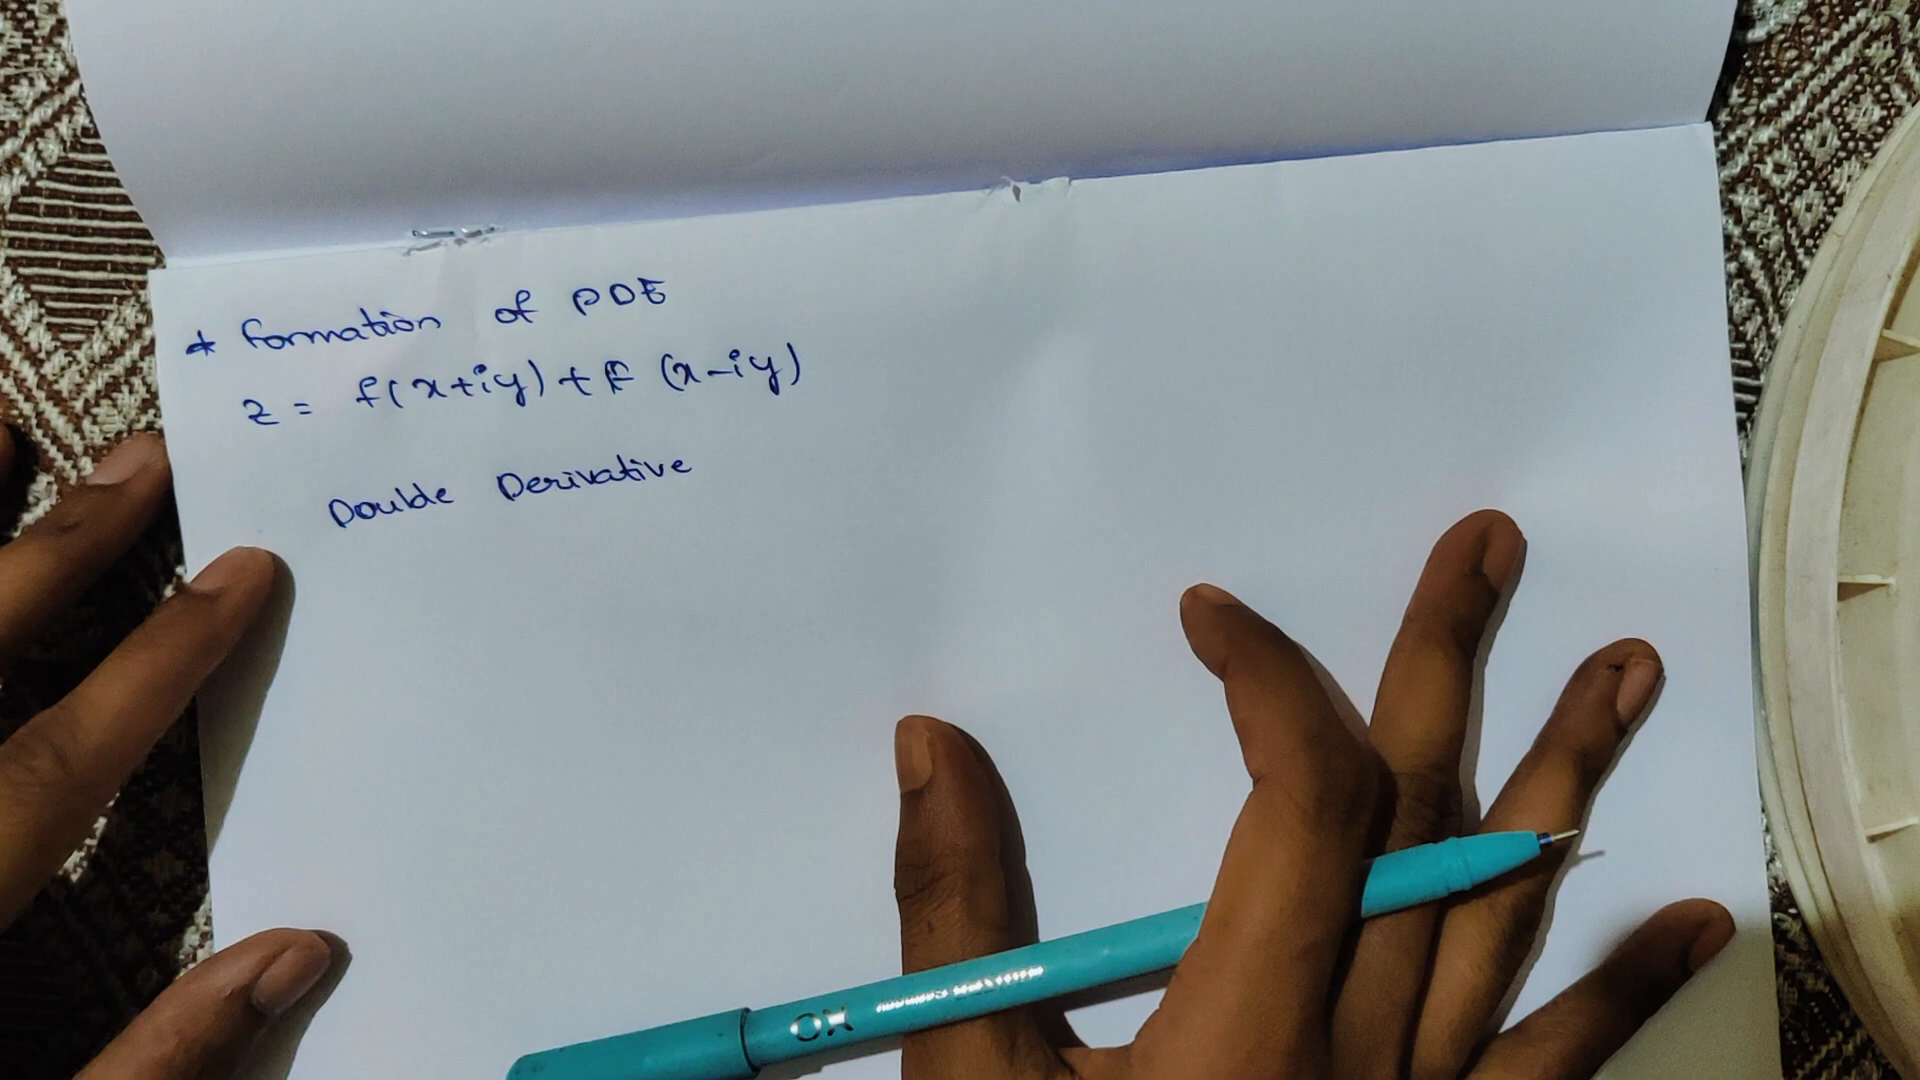 * Formation of PDE
z = f(x+iy) + F (x-iy)
Double Derivative
OX